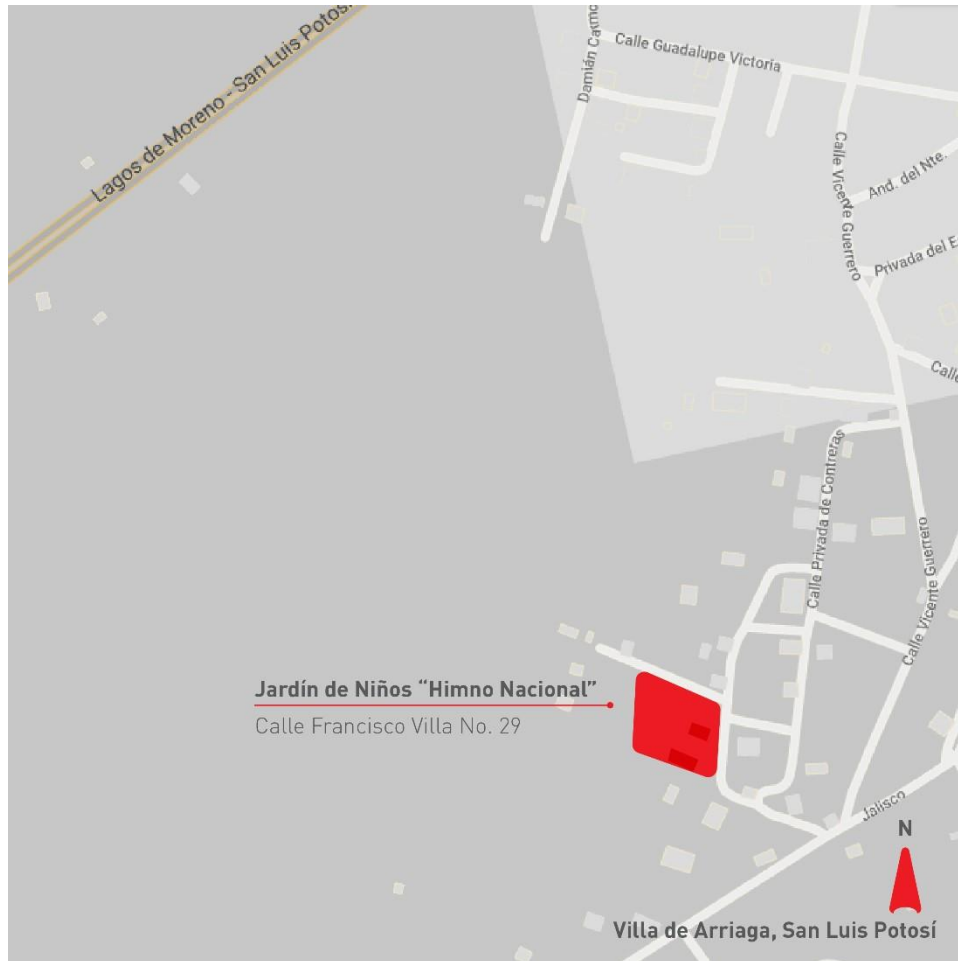 Lagos de Moreno - San Luis Potosí
Damián Carmo
Calle Guadalupe Victoria
Calle Vicente Guerrero
And. del Nte.
Privada del E
Calle
Calle Privada de Contreras
Calle Vicente Guerrero
Jardín de Niños “Himno Nacional”
Calle Francisco Villa No. 29
Jalisco
N
Villa de Arriaga, San Luis Potosí